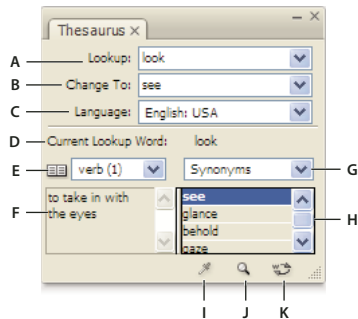 Thesaurus ×
A Lookup: look
B Change To: see
C Language: English: USA
D Current Lookup Word: look
E verb (1) Synonyms G
F to take in with the eyes
see
glance
behold
gaze
H
I J K